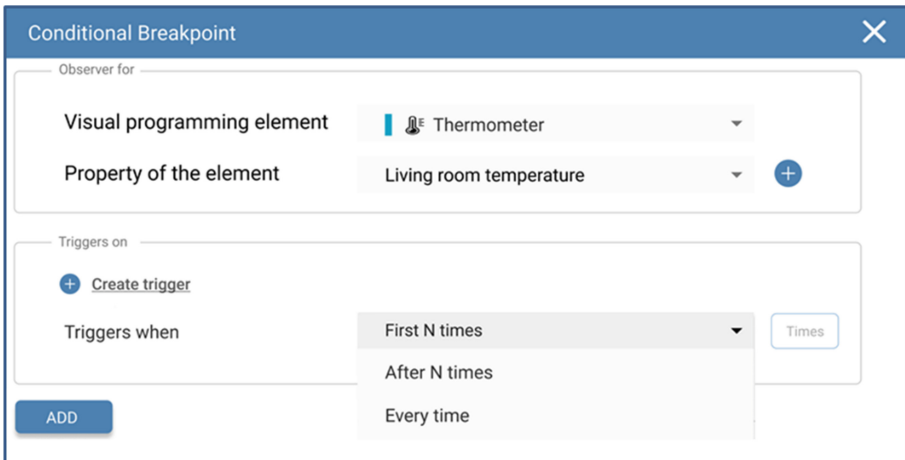 Conditional Breakpoint
Observer for
Visual programming element Thermometer
Property of the element Living room temperature
Triggers on
Create trigger
Triggers when First N times Times
After N times
Every time
ADD